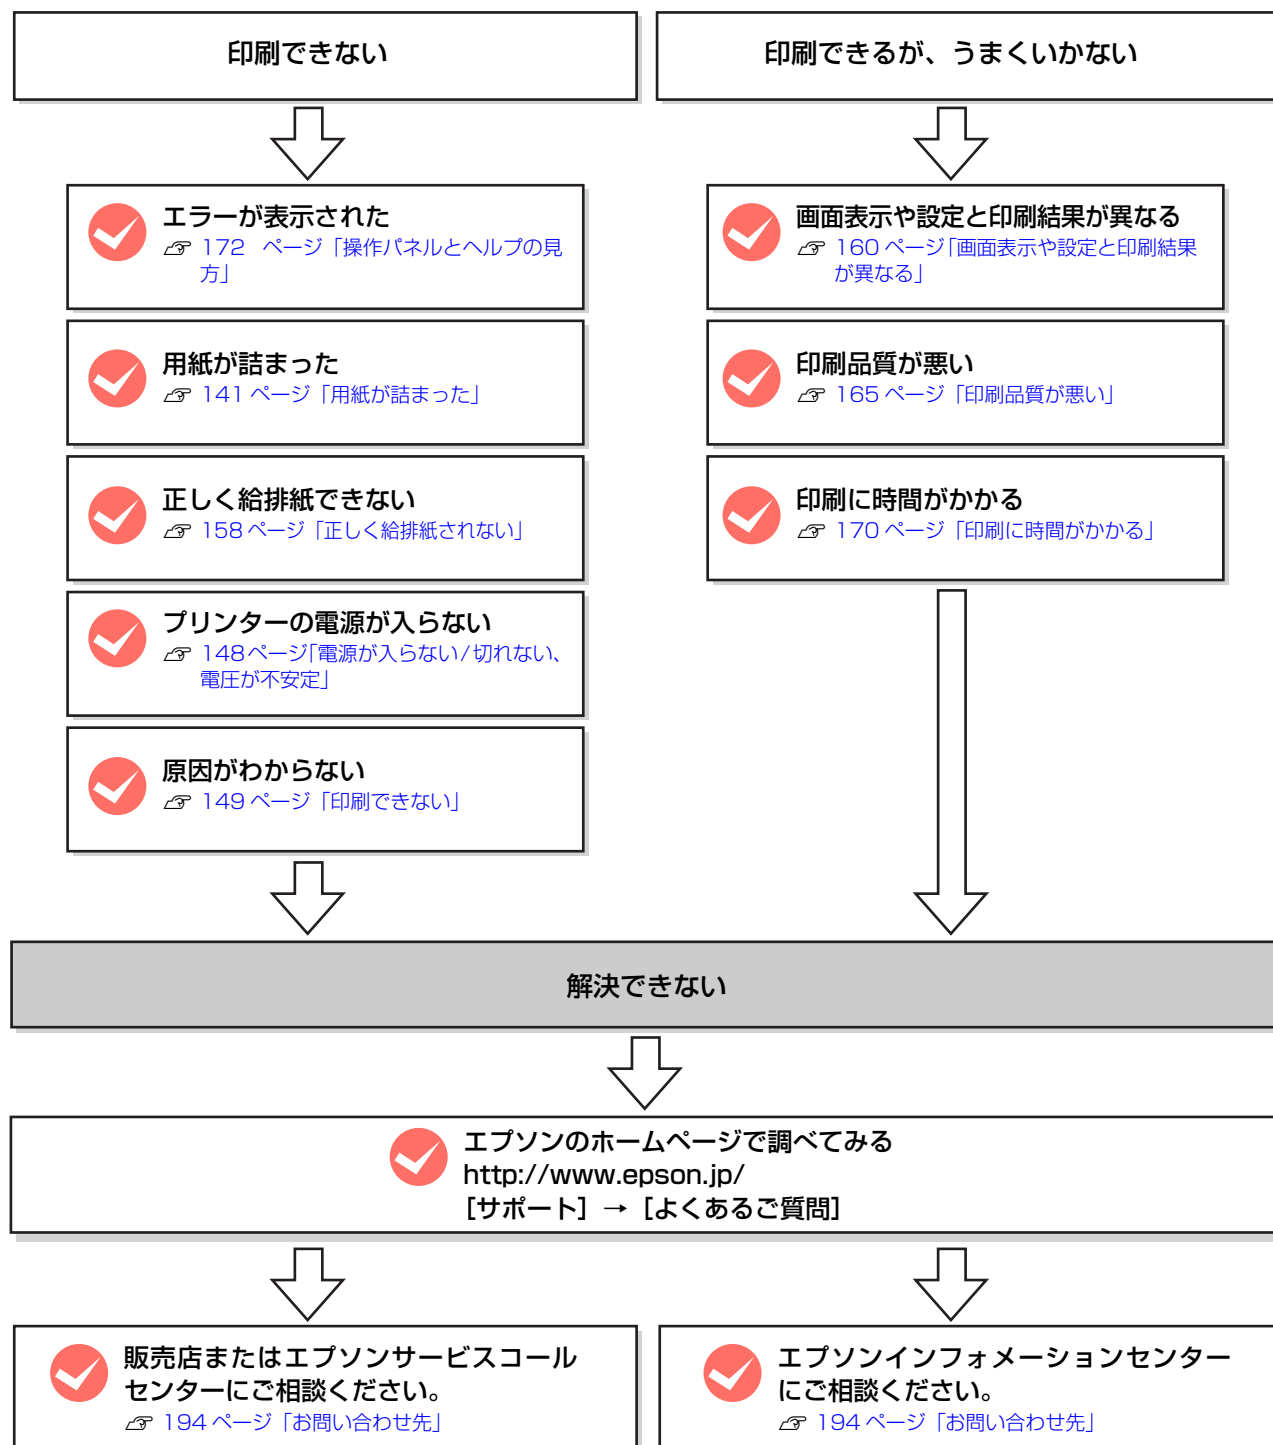 印刷できない
印刷できるが、うまくいかない
エラーが表示された
172 ページ「操作パネルとヘルプの見
方」
用紙が詰まった
141 ページ「用紙が詰まった」
正しく給排紙できない
158 ページ「正しく給排紙されない」
プリンターの電源が入らない
148 ページ「電源が入らない/切れない、
電圧が不安定」
原因がわからない
149 ページ「印刷できない」
画面表示や設定と印刷結果が異なる
160 ページ「画面表示や設定と印刷結果
が異なる」
印刷品質が悪い
165 ページ「印刷品質が悪い」
印刷に時間がかかる
170 ページ「印刷に時間がかかる」
解決できない
エプソンのホームページで調べてみる
http://www.epson.jp/
［サポート］→［よくあるご質問］
販売店またはエプソンサービスコール
センターにご相談ください。
194 ページ「お問い合わせ先」
エプソンインフォメーションセンター
にご相談ください。
194 ページ「お問い合わせ先」